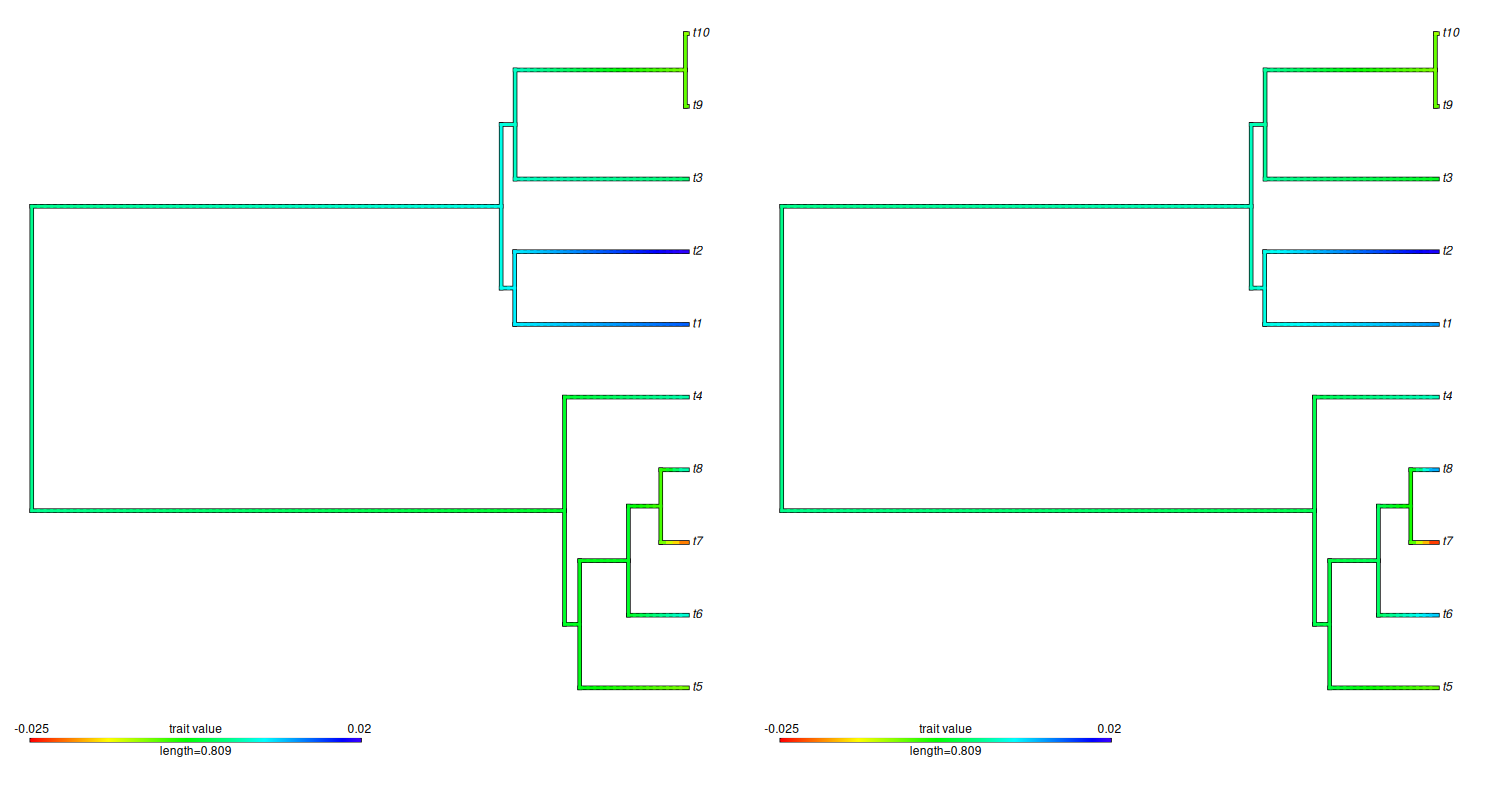 t10 t10
t9 t9
t3 t3
t2 t2
t1 t1
t4 t4
t8 t8
t7 t7
t6 t6
t5 t5
-0.025 trait value 0.02 -0.025 trait value 0.02
length=0.809 length=0.809